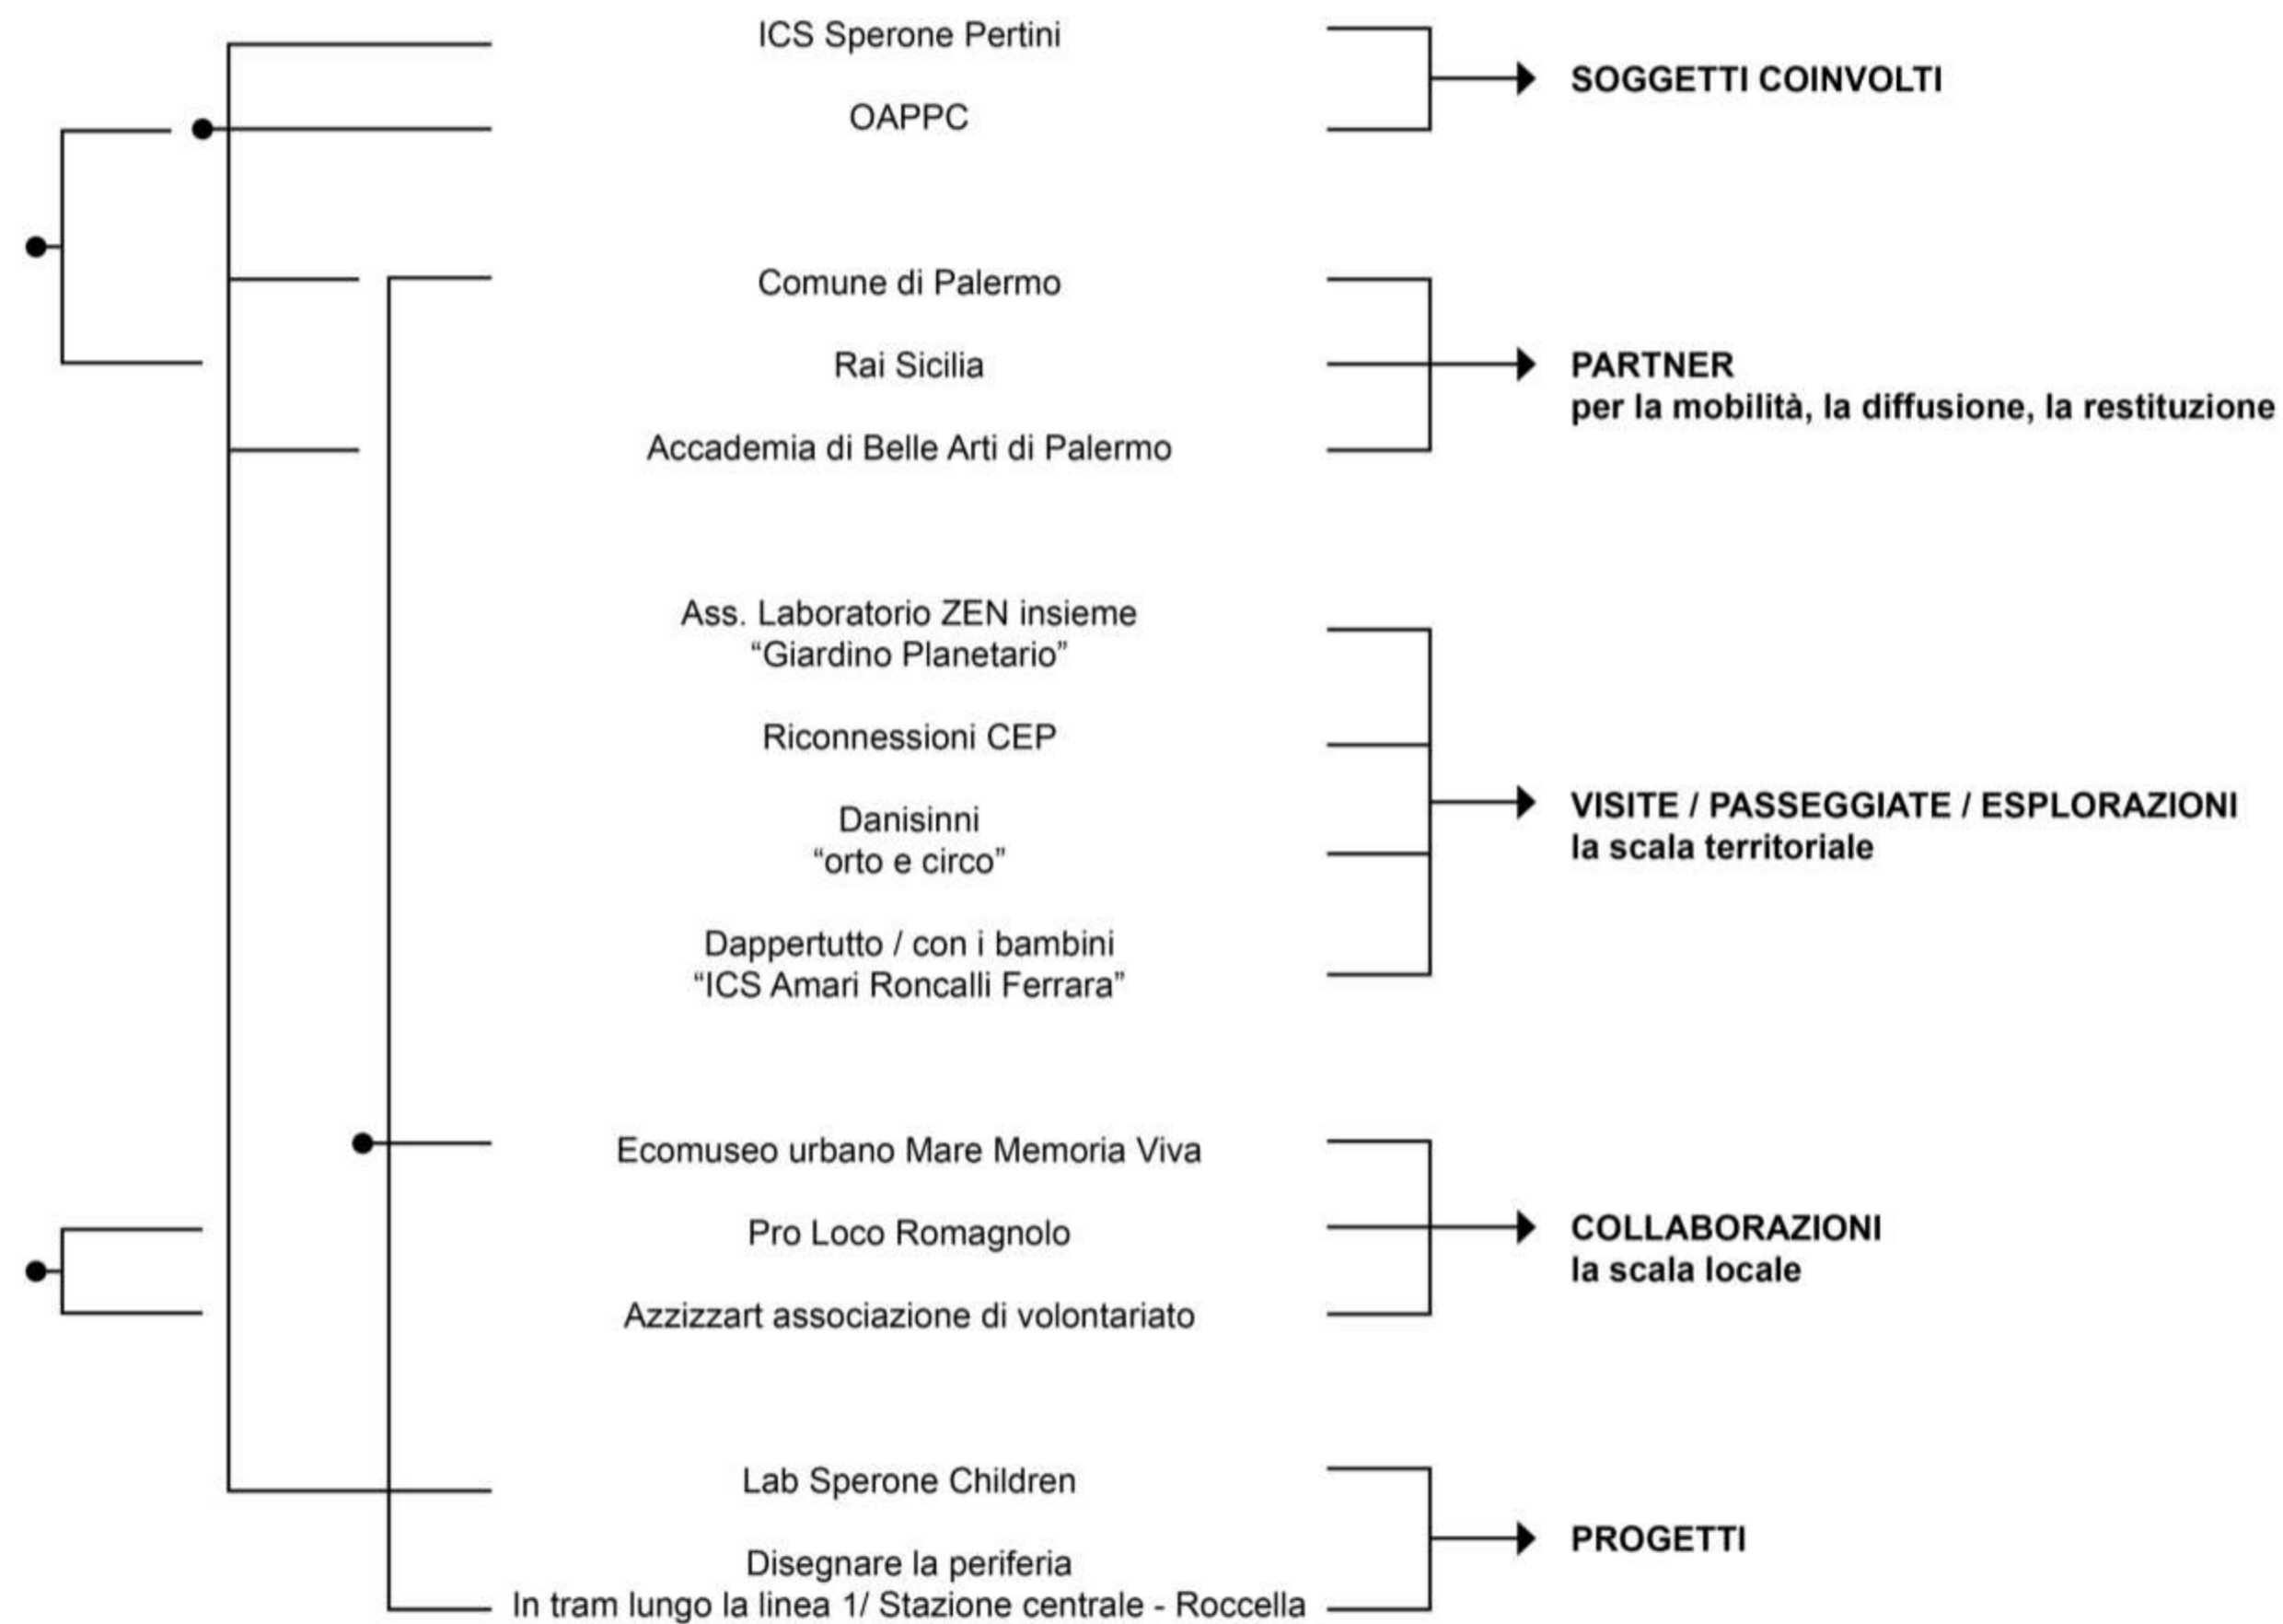 ICS Sperone Pertini
OAPPC
SOGGETTI COINVOLTI
Comune di Palermo
Rai Sicilia
Accademia di Belle Arti di Palermo
PARTNER
per la mobilità, la diffusione, la restituzione
Ass. Laboratorio ZEN insieme
“Giardino Planetario”
Riconnessioni CEP
Danisinni
“orto e circo”
Dappertutto / con i bambini
“ICS Amari Roncalli Ferrara”
VISITE / PASSEGGIATE / ESPLORAZIONI
la scala territoriale
Ecomuseo urbano Mare Memoria Viva
Pro Loco Romagnolo
Azzizzart associazione di volontariato
COLLABORAZIONI
la scala locale
Lab Sperone Children
Disegnare la periferia
In tram lungo la linea 1/ Stazione centrale - Roccella
PROGETTI